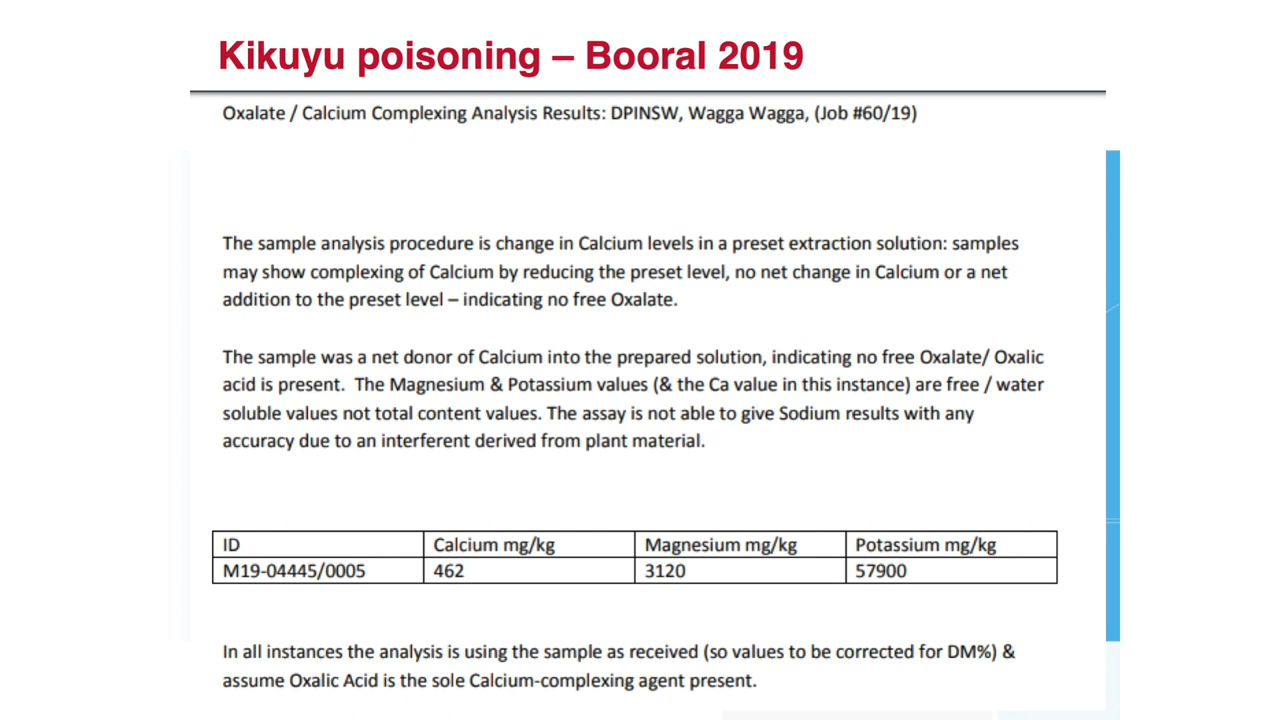 Kikuyu poisoning – Booral 2019
Oxalate / Calcium Complexing Analysis Results: DPINSW, Wagga Wagga, (Job #60/19)
The sample analysis procedure is change in Calcium levels in a preset extraction solution: samples
may show complexing of Calcium by reducing the preset level, no net change in Calcium or a net
addition to the preset level – indicating no free Oxalate.
The sample was a net donor of Calcium into the prepared solution, indicating no free Oxalate/ Oxalic
acid is present.  The Magnesium & Potassium values (& the Ca value in this instance) are free / water
soluble values not total content values. The assay is not able to give Sodium results with any
accuracy due to an interferent derived from plant material.
ID Calcium mg/kg Magnesium mg/kg Potassium mg/kg
M19-04445/0005 462 3120 57900
In all instances the analysis is using the sample as received (so values to be corrected for DM%) &
assume Oxalic Acid is the sole Calcium-complexing agent present.